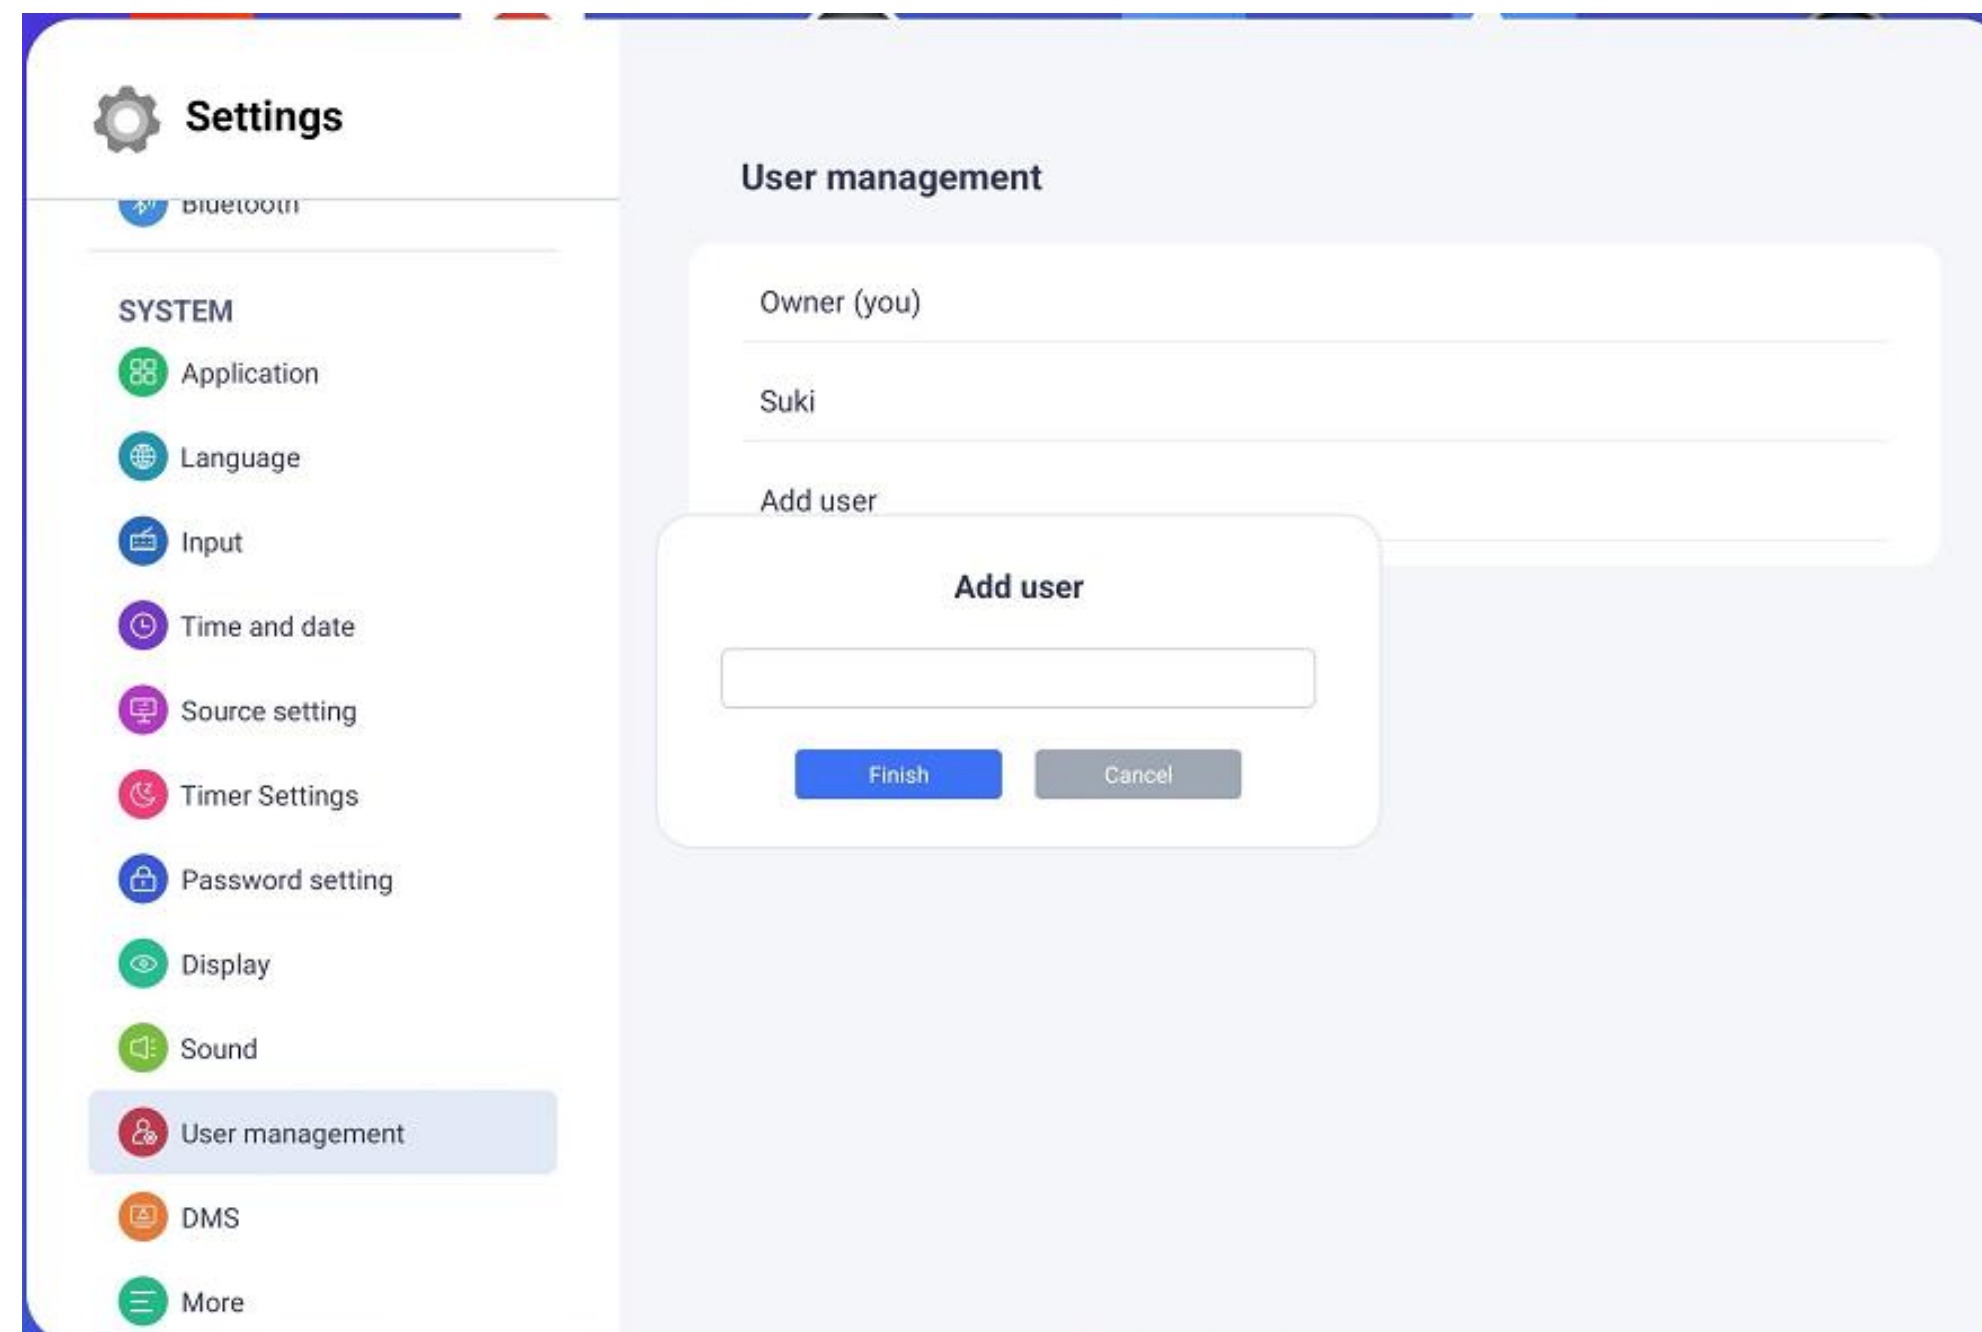 Settings
Bluetooth
SYSTEM
Application
Language
Input
Time and date
Source setting
Timer Settings
Password setting
Display
Sound
User management
DMS
More
User management
Owner (you)
Suki
Add user
Add user
Finish
Cancel